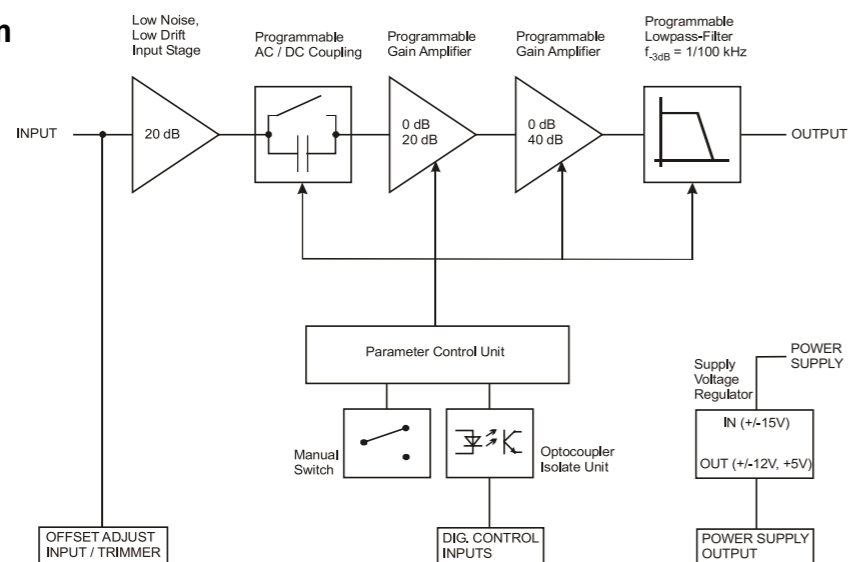 m
Low Noise,
Low Drift
Input Stage
Programmable
AC / DC Coupling
Programmable
Gain Amplifier
Programmable
Gain Amplifier
Programmable
Lowpass-Filter
f-3dB = 1/100 kHz
INPUT
20 dB
0 dB
20 dB
0 dB
40 dB
OUTPUT
Parameter Control Unit
Manual
Switch
Optocoupler
Isolate Unit
Supply
Voltage
Regulator
POWER
SUPPLY
IN (+/-15V)
OUT (+/-12V, +5V)
OFFSET ADJUST
INPUT / TRIMMER
DIG. CONTROL
INPUTS
POWER SUPPLY
OUTPUT